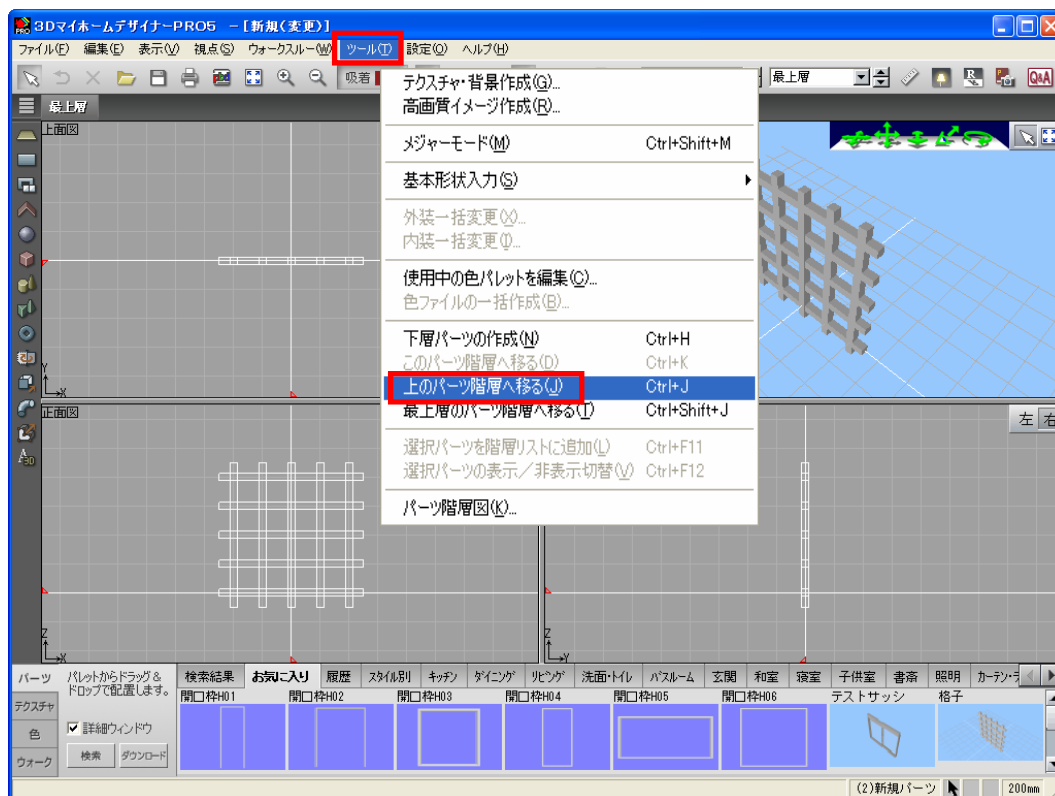 3DマイホームデザイナーPRO5 -[新規(変更)]
ファイル(F) 編集(E) 表示(V) 視点(S) ウォークスルー(W) ツール(T) 設定(O) ヘルプ(H)
吸着
最上層
Q&A
最上層
上面図
テクスチャ・背景作成(G)...
高画質イメージ作成(R)...
メジャーモード(M) Ctrl+Shift+M
基本形状入力(S)
外装一括変更(X)...
内装一括変更(I)...
使用中の色パレットを編集(C)...
色ファイルの一括作成(B)...
下層パーツの作成(N) Ctrl+H
このパーツ階層へ移る(D) Ctrl+K
上のパーツ階層へ移る(J) Ctrl+J
最上層のパーツ階層へ移る(T) Ctrl+Shift+J
選択パーツを階層リストに追加(L) Ctrl+F11
選択パーツの表示/非表示切替(V) Ctrl+F12
パーツ階層図(K)...
Y
X
正面図
左 右
Z
X
Z
Y
パーツ
テクスチャ
色
ウォーク
パレットからドラッグ&
ドロップで配置します。
詳細ウィンドウ
検索 ダウンロード
検索結果 お気に入り 履歴 スタイル別 キッチン ダイニング リビング 洗面・トイレ バスルーム 玄関 和室 寝室 子供室 書斎 照明 カーテン・ラ
開口枠H01 開口枠H02 開口枠H03 開口枠H04 開口枠H05 開口枠H06 テストサッシ 格子
(2)新規パーツ 200mm